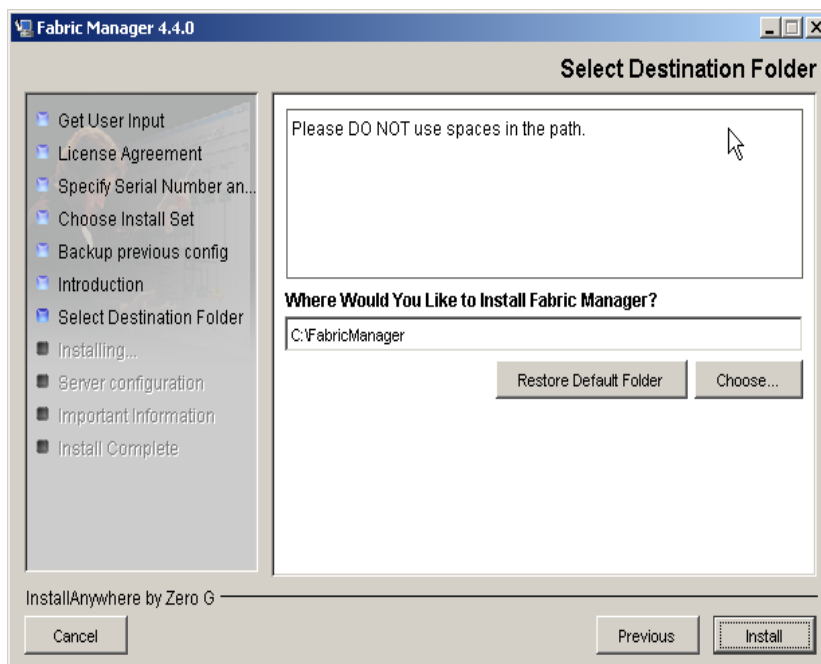 Fabric Manager 4.4.0
Select Destination Folder
Get User Input
License Agreement
Specify Serial Number an...
Choose Install Set
Backup previous config
Introduction
Select Destination Folder
Installing...
Server configuration
Important Information
Install Complete
Please DO NOT use spaces in the path.
Where Would You Like to Install Fabric Manager?
C:\FabricManager
Restore Default Folder
Choose...
InstallAnywhere by Zero G
Cancel
Previous
Install